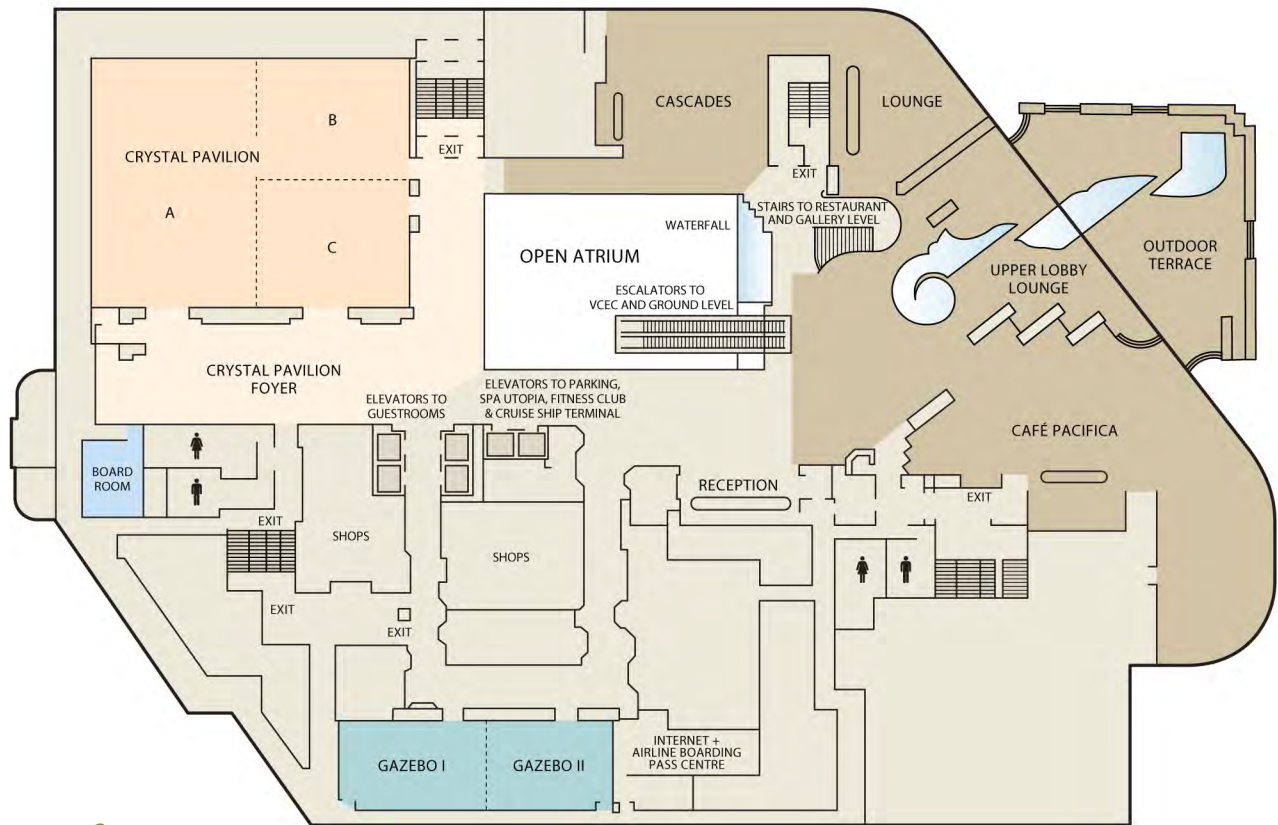 CASCADES
LOUNGE
B
CRYSTAL PAVILION
EXIT
EXIT
A
STAIRS TO RESTAURANT
AND GALLERY LEVEL
WATERFALL
C
OPEN ATRIUM
OUTDOOR
TERRACE
UPPER LOBBY
LOUNGE
ESCALATORS TO
VCEC AND GROUND LEVEL
CRYSTAL PAVILION
FOYER
ELEVATORS TO
GUESTROOMS
ELEVATORS TO PARKING,
SPA UTOPIA, FITNESS CLUB
& CRUISE SHIP TERMINAL
CAFÉ PACIFICA
BOARD
ROOM
RECEPTION
EXIT
EXIT
SHOPS
SHOPS
EXIT
EXIT
INTERNET +
AIRLINE BOARDING
PASS CENTRE
GAZEBO I
GAZEBO II